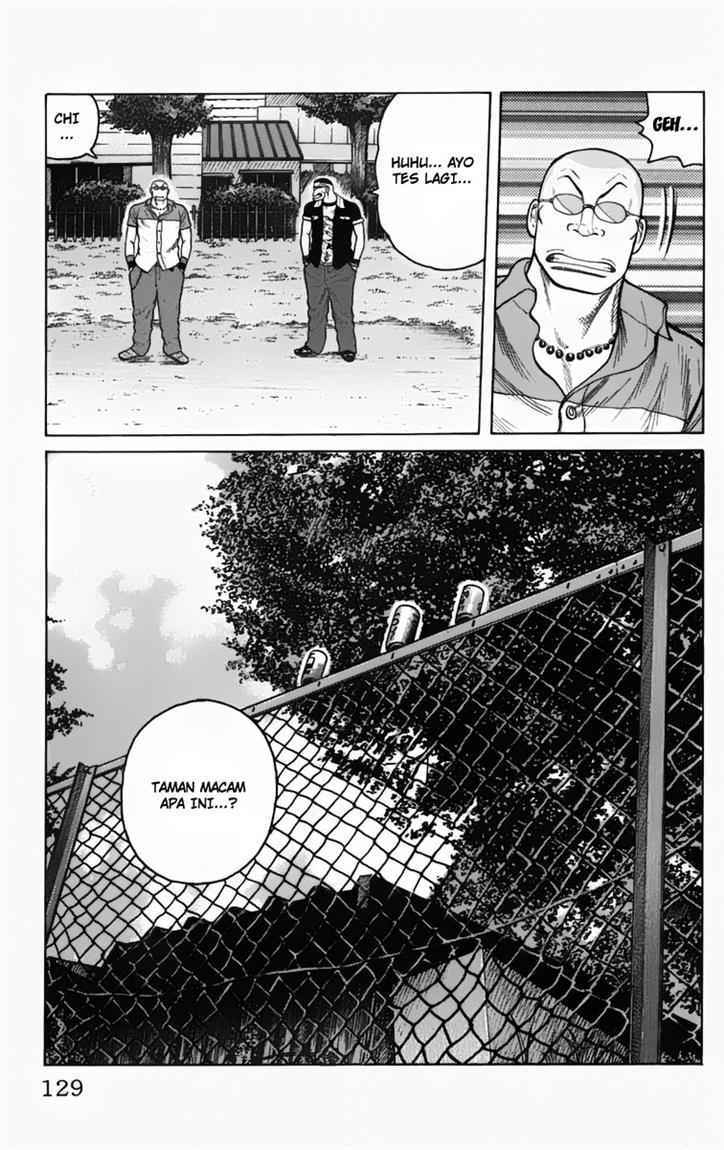 GEH...
HUHU... AYO
TES LAGI...
CHI
...
TAMAN MACAM
APA INI...?
129